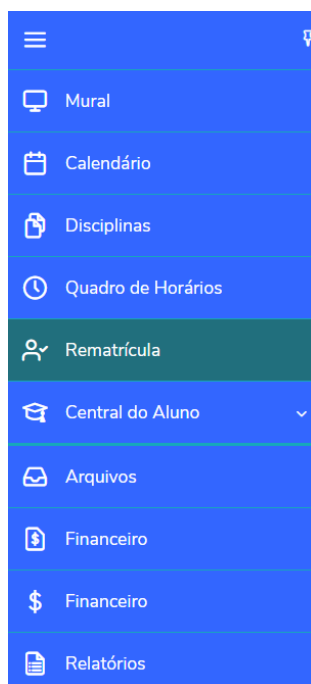 Mural
Calendário
Disciplinas
Quadro de Horários
Rematrícula
Central do Aluno
Arquivos
Financeiro
Financeiro
Relatórios